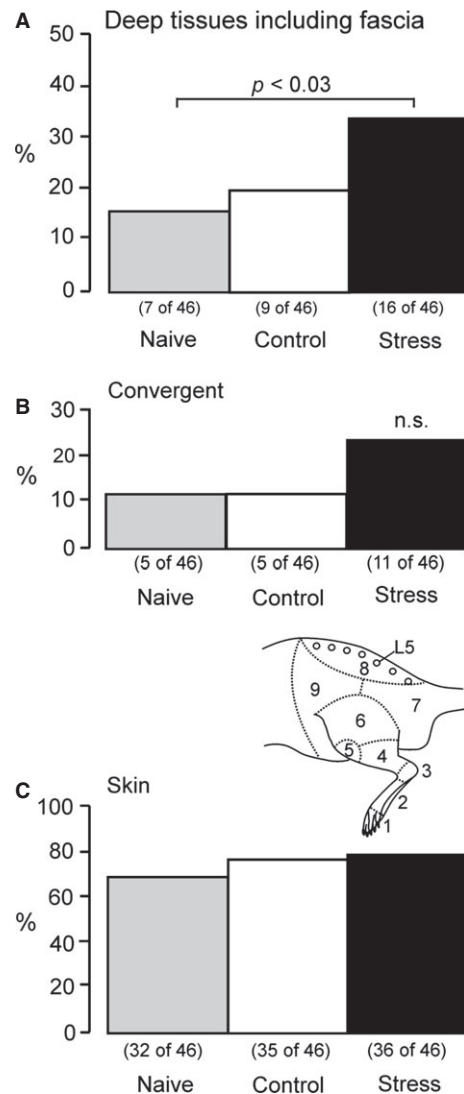 A Deep tissues including fascia
50
p < 0.03
40
30
%
20
10
0
(7 of 46) (9 of 46) (16 of 46)
Naive Control Stress
B Convergent
30
n.s.
20
%
10
0
(5 of 46) (5 of 46) (11 of 46)
Naive Control Stress
L5
8
9
7
6
5 4
3
2
1
C Skin
100
80
60
%
40
20
0
(32 of 46) (35 of 46) (36 of 46)
Naive Control Stress